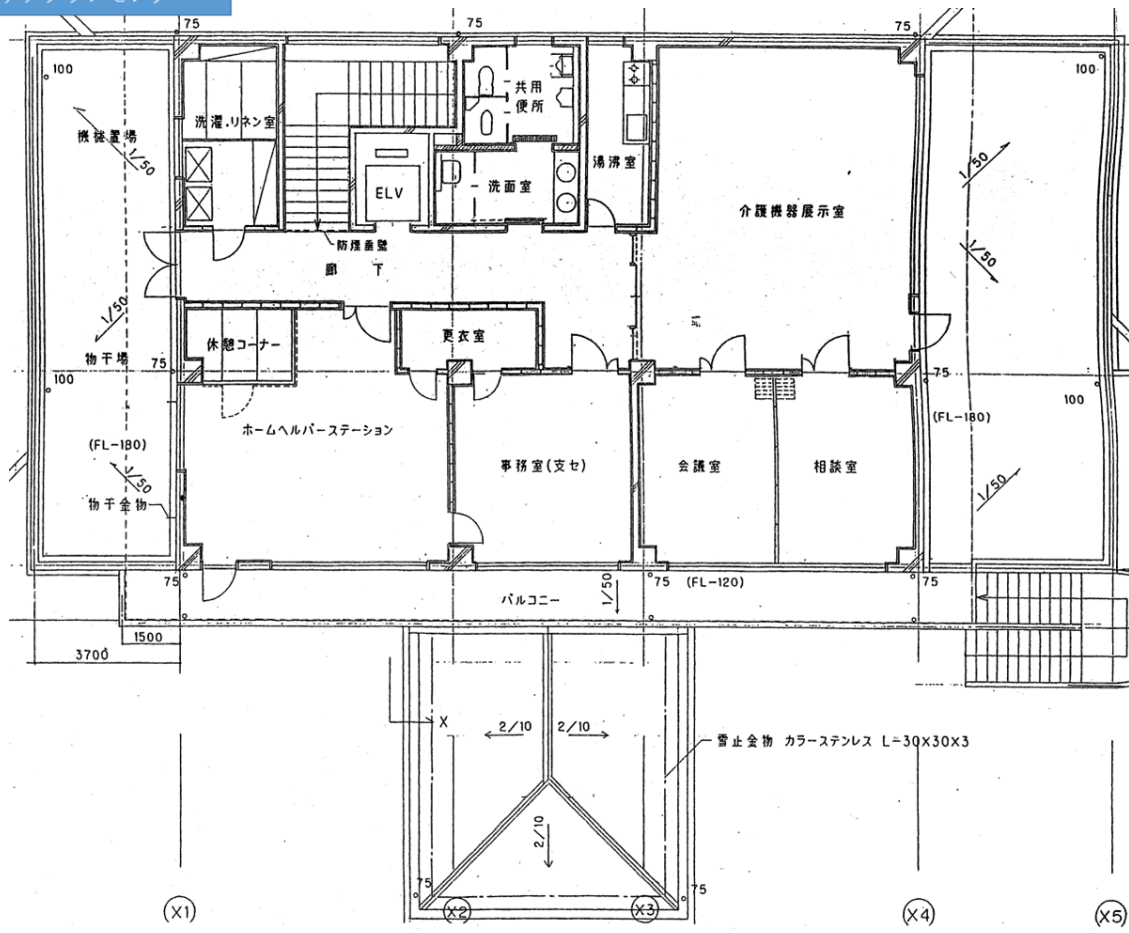 75
75
75
100
100
共用
便所
洗濯.リネン室
機械置場
1/50
湯沸室
ELV
洗面室
1/50
介護機器展示室
防煙垂壁
廊 下
1/50
1/50
休憩コーナー
更衣室
物干場
75
75
100
100
ホームヘルパーステーション
(FL-180)
(FL-180)
事務室(支セ)
会議室
相談室
1/50
1/50
物干金物
75
75
(FL-120)
75
バルコニー
1/50
1500
3700
X
2/10
2/10
雪止金物 カラーステンレス L-30X30X3
2/10
75
75
X1
X2
X3
X4
X5